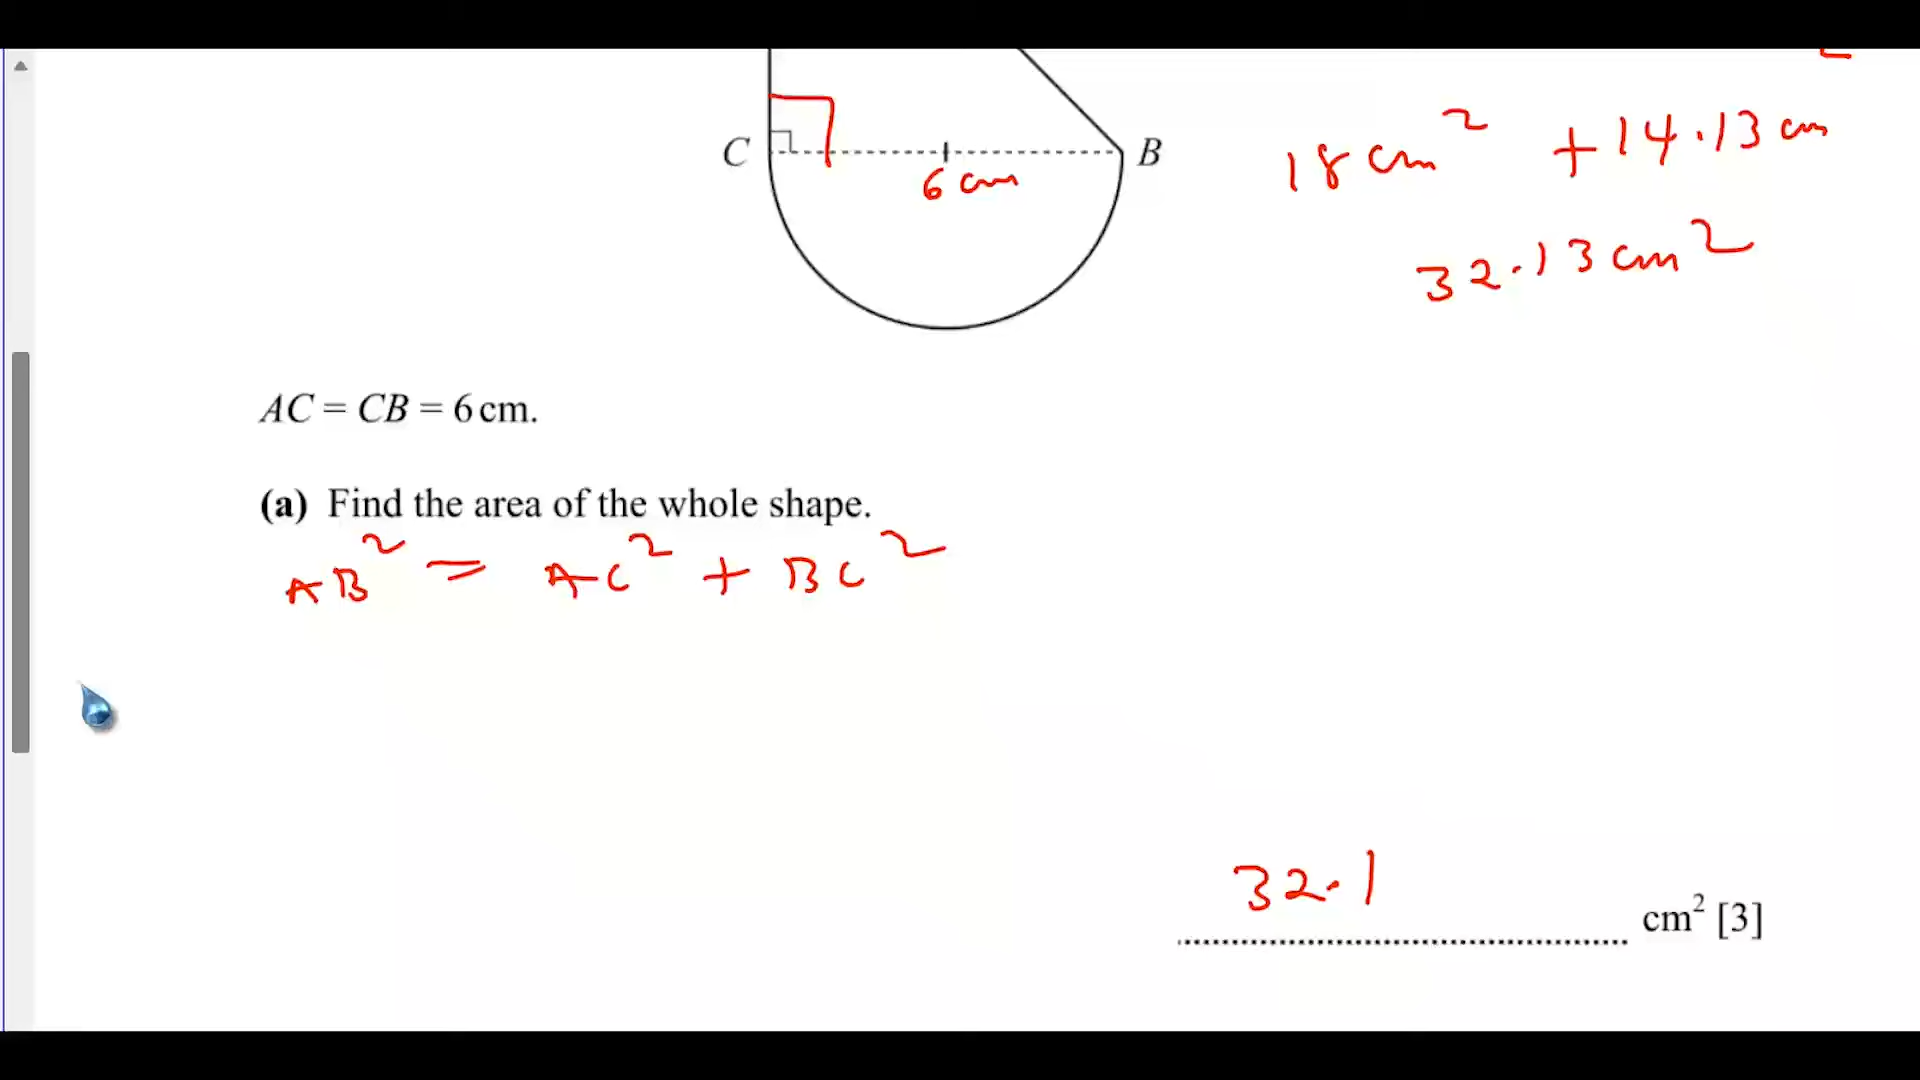 C
B
6 cm
18 cm² + 14.13 cm
32.13 cm²
AC = CB = 6 cm.
(a) Find the area of the whole shape.
AB² = AC² + BC²
32.1
cm² [3]